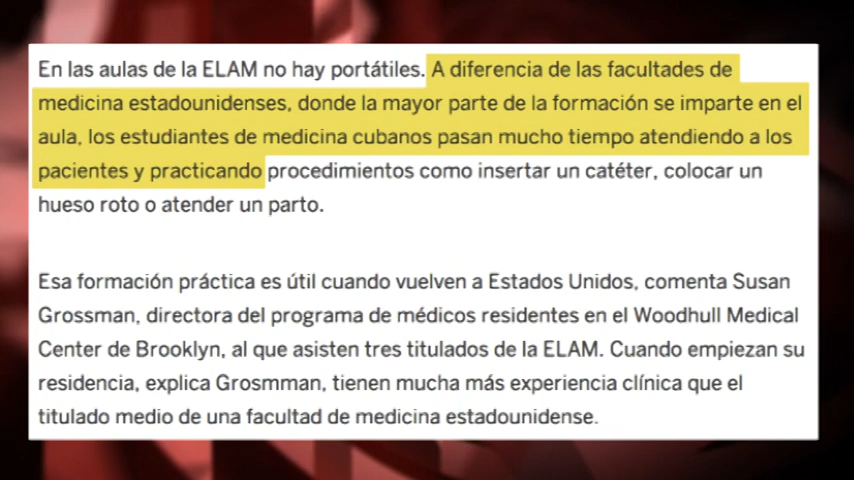 En las aulas de la ELAM no hay portátiles. A diferencia de las facultades de
medicina estadounidenses, donde la mayor parte de la formación se imparte en el
aula, los estudiantes de medicina cubanos pasan mucho tiempo atendiendo a los
pacientes y practicando procedimientos como insertar un catéter, colocar un
hueso roto o atender un parto.
Esa formación práctica es útil cuando vuelven a Estados Unidos, comenta Susan
Grossman, directora del programa de médicos residentes en el Woodhull Medical
Center de Brooklyn, al que asisten tres titulados de la ELAM. Cuando empiezan su
residencia, explica Grosmman, tienen mucha más experiencia clínica que el
titulado medio de una facultad de medicina estadounidense.